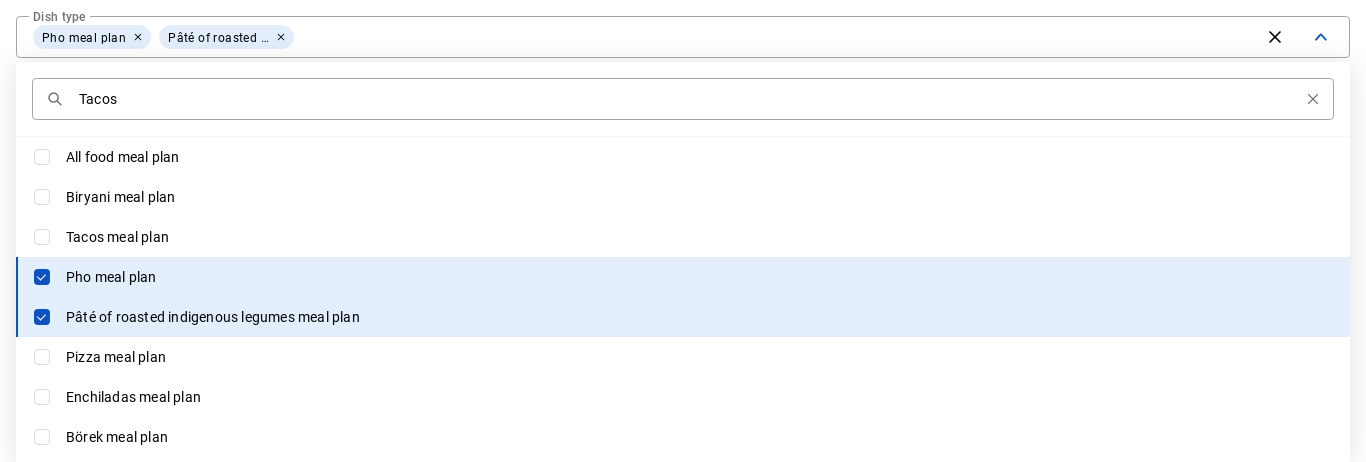 Dish type
Pho meal plan Pâté of roasted …
Tacos
All food meal plan
Biryani meal plan
Tacos meal plan
Pho meal plan
Pâté of roasted indigenous legumes meal plan
Pizza meal plan
Enchiladas meal plan
Börek meal plan